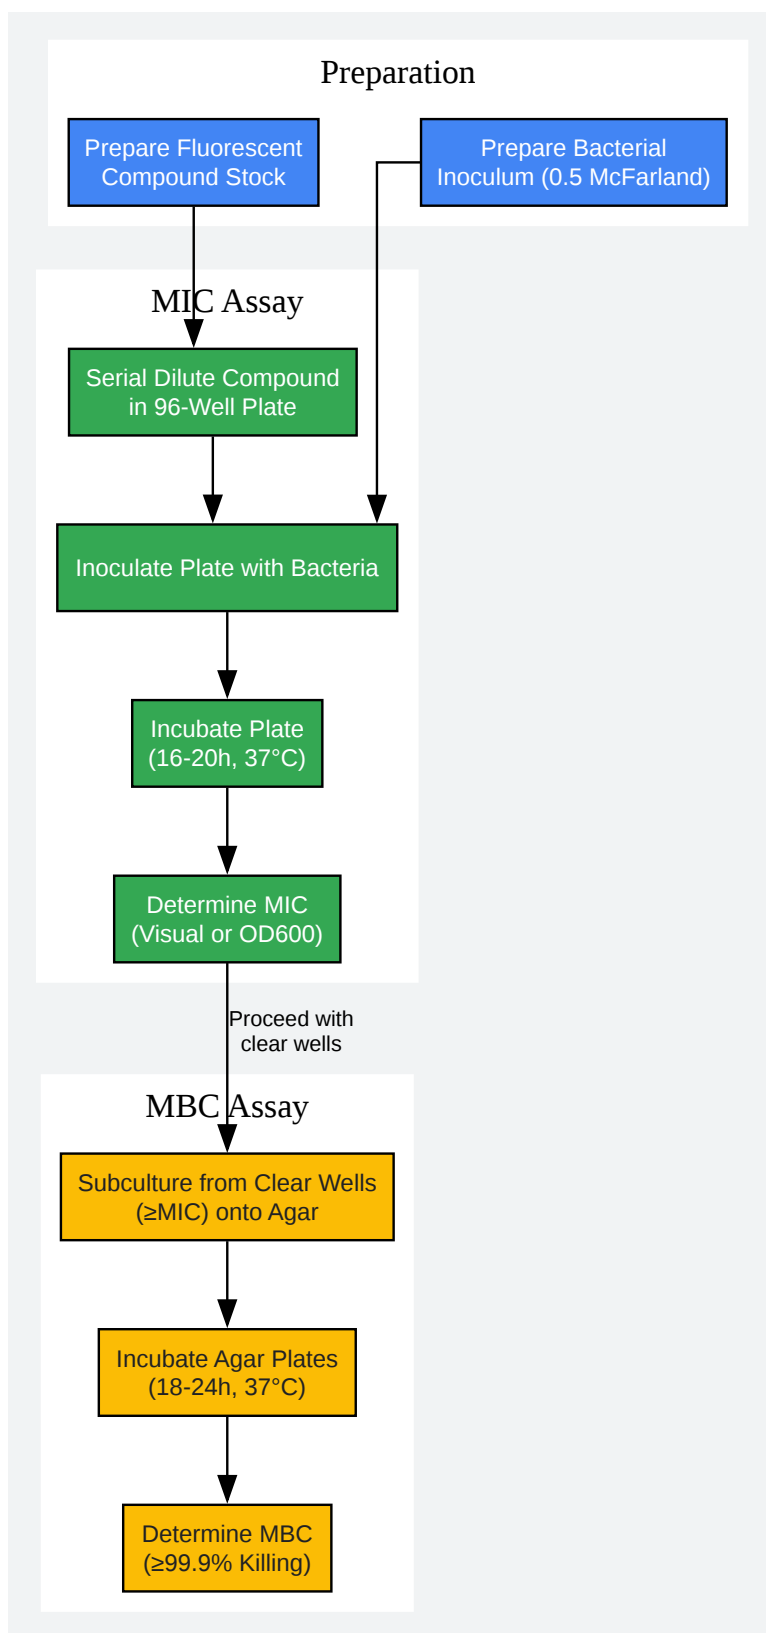 Preparation
Prepare Fluorescent
Compound Stock
Prepare Bacterial
Inoculum (0.5 McFarland)
MIC Assay
Serial Dilute Compound
in 96-Well Plate
Inoculate Plate with Bacteria
Incubate Plate
(16-20h, 37°C)
Determine MIC
(Visual or OD600)
Proceed with
clear wells
MBC Assay
Subculture from Clear Wells
(≥MIC) onto Agar
Incubate Agar Plates
(18-24h, 37°C)
Determine MBC
(≥99.9% Killing)